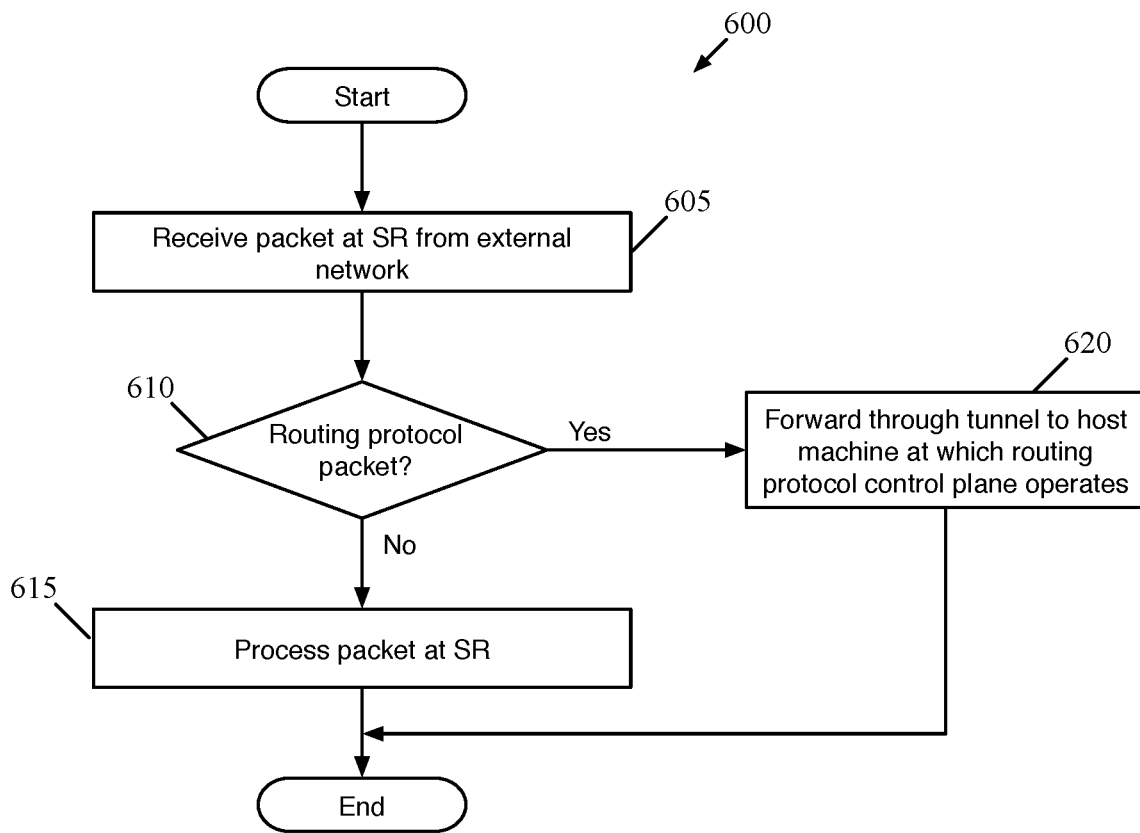 600
Start
605
Receive packet at SR from external
network
610
Routing protocol
packet?
Yes
620
Forward through tunnel to host
machine at which routing
protocol control plane operates
No
615
Process packet at SR
End